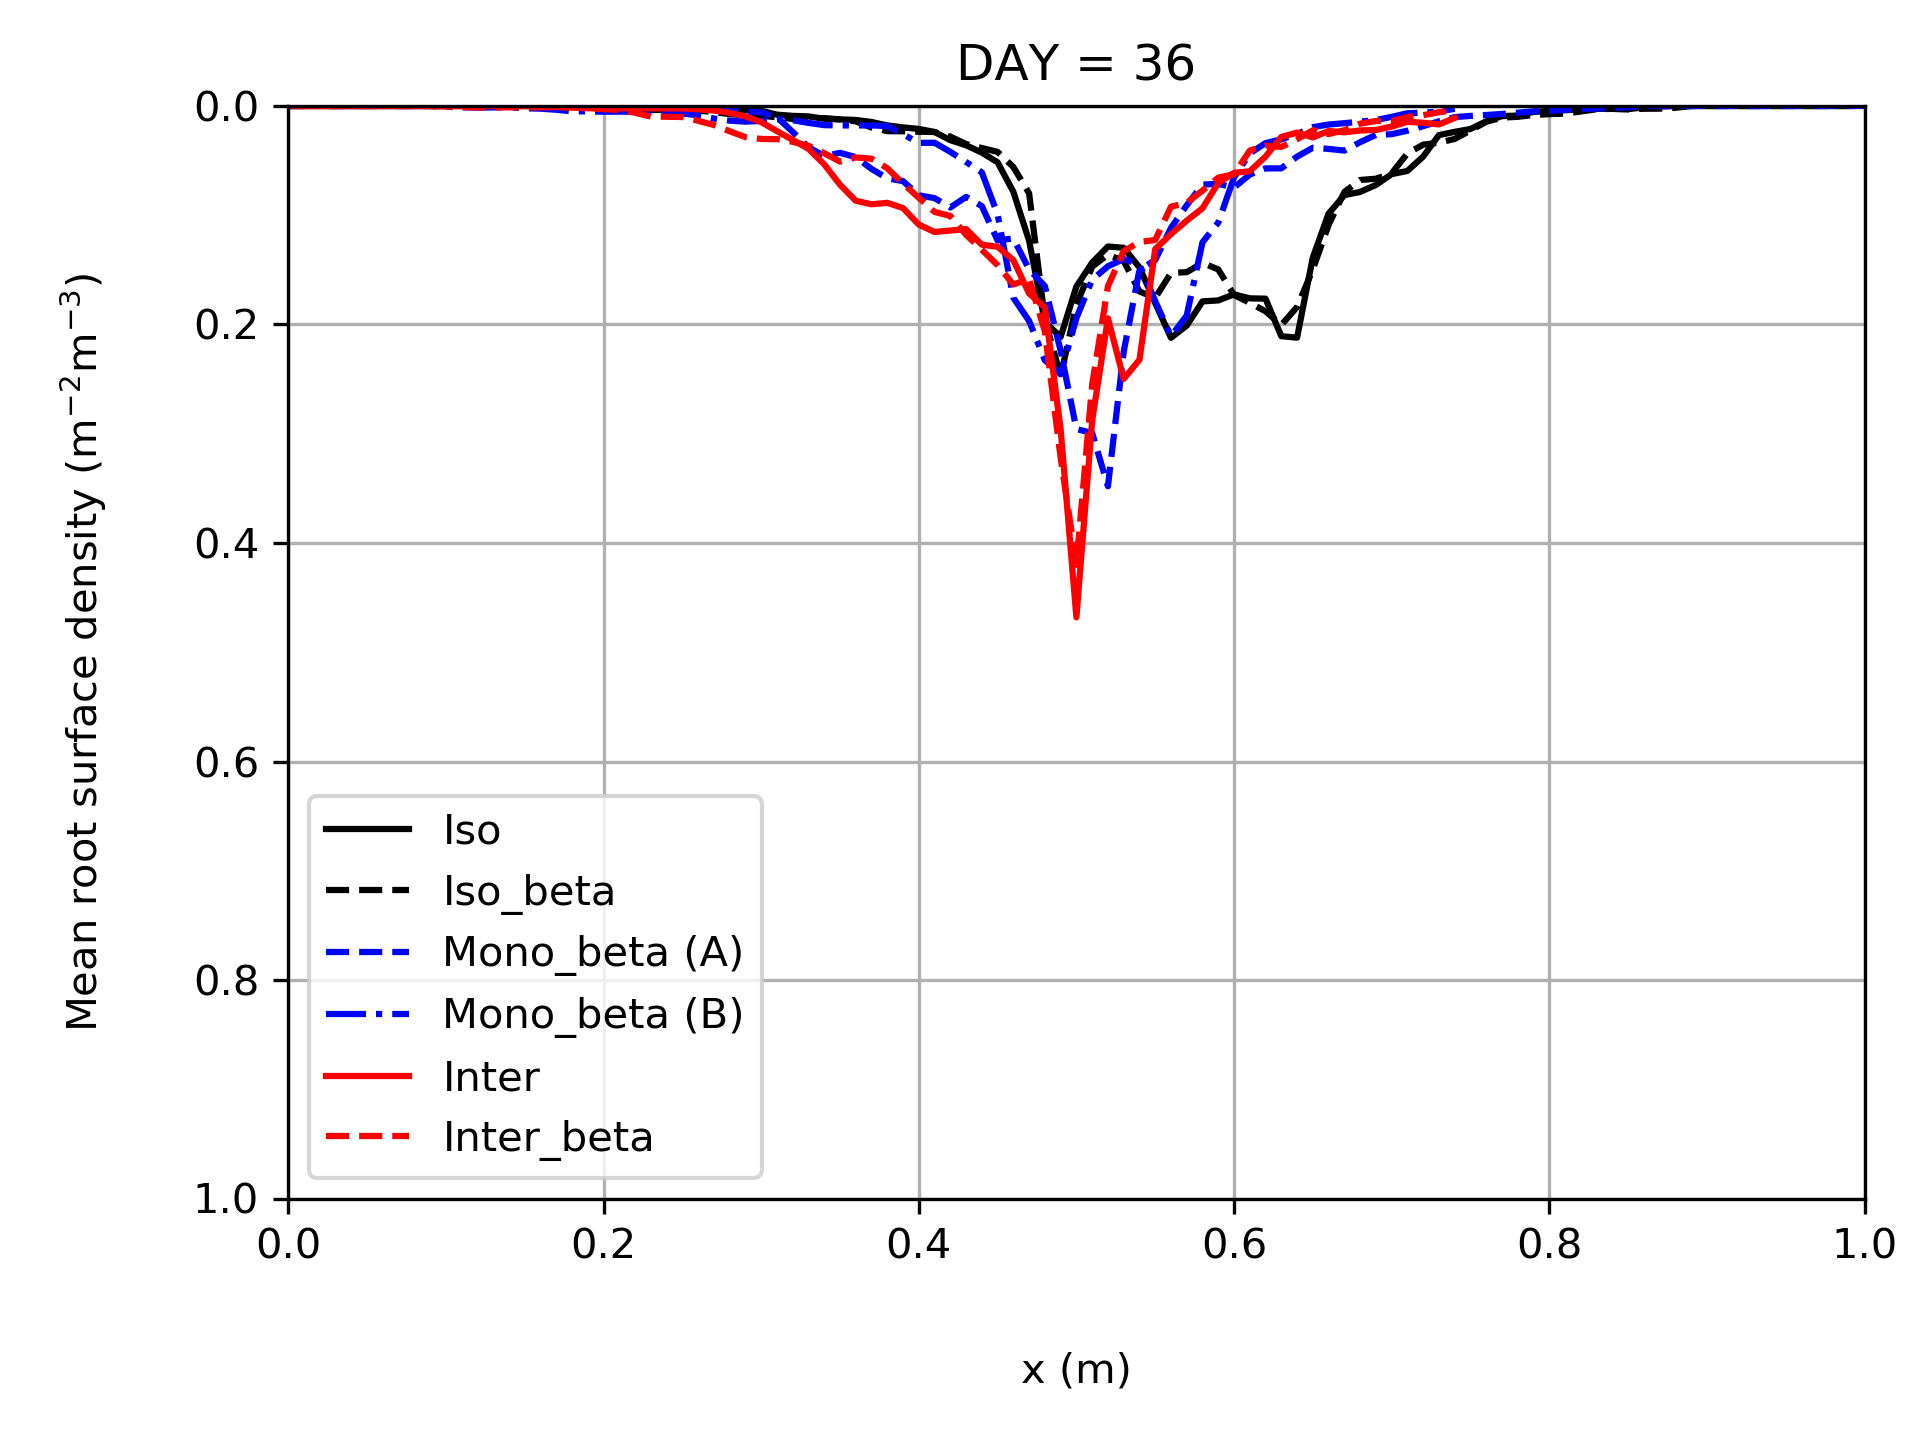 DAY = 36
Mean root surface density (m⁻²m⁻³)
0.0
0.2
0.4
0.6
0.8
1.0
Iso
Iso_beta
Mono_beta (A)
Mono_beta (B)
Inter
Inter_beta
0.0 0.2 0.4 0.6 0.8 1.0
x (m)